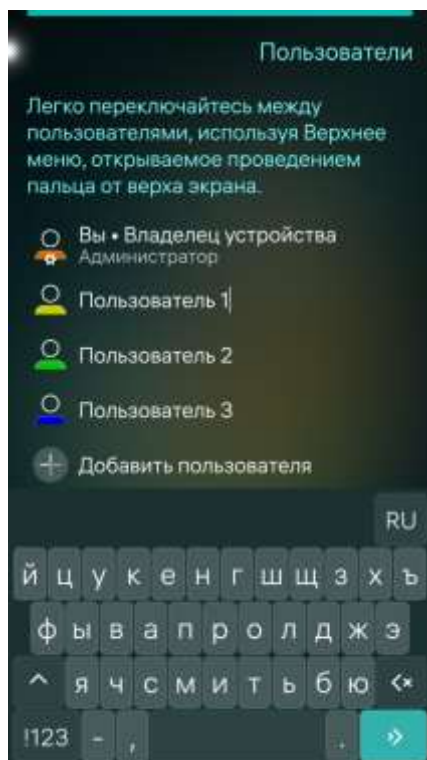 Пользователи
Легко переключайтесь между
пользователями, используя Верхнее
меню, открываемое проведением
пальца от верха экрана.
Вы • Владелец устройства
Администратор
Пользователь 1
Пользователь 2
Пользователь 3
Добавить пользователя
RU
й ц у к е н г ш щ з х ъ
ф ы в а п р о л д ж э
я ч с м и т ь б ю
!123 - , .